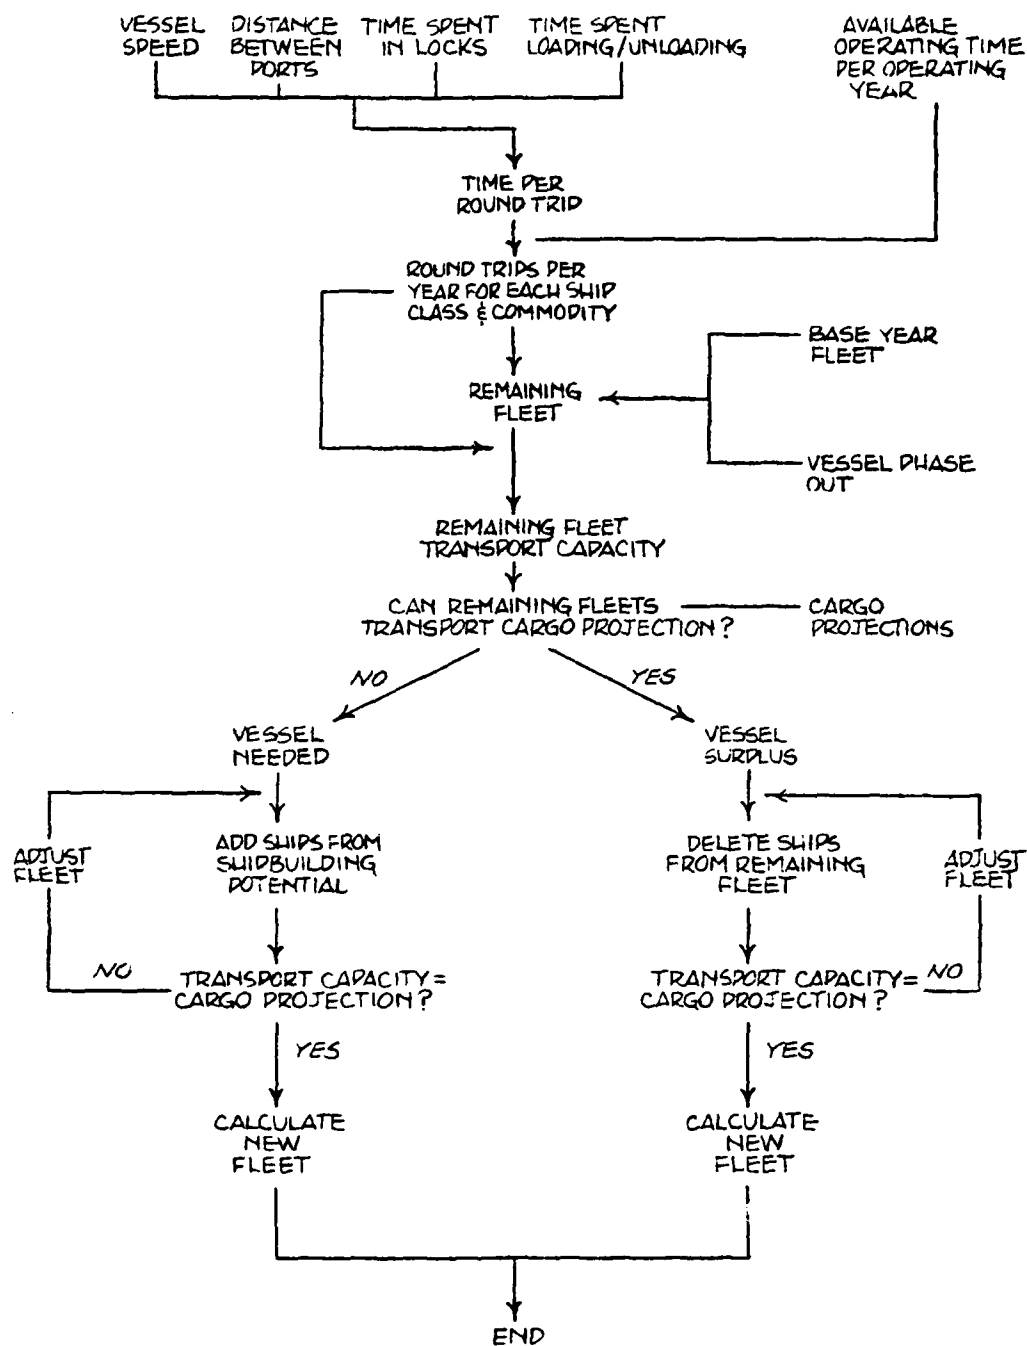 VESSEL
SPEED
DISTANCE
BETWEEN
PORTS
TIME SPENT
IN LOCKS
TIME SPENT
LOADING/UNLOADING
AVAILABLE
OPERATING TIME
PER OPERATING
YEAR
TIME PER
ROUND TRIP
ROUND TRIPS PER
YEAR FOR EACH SHIP
CLASS & COMMODITY
BASE YEAR
FLEET
REMAINING
FLEET
VESSEL PHASE
OUT
REMAINING FLEET
TRANSPORT CAPACITY
CAN REMAINING FLEETS
TRANSPORT CARGO PROJECTION?
CARGO
PROJECTIONS
NO
YES
VESSEL
NEEDED
VESSEL
SURPLUS
ADJUST
FLEET
ADD SHIPS FROM
SHIPBUILDING
POTENTIAL
DELETE SHIPS
FROM REMAINING
FLEET
ADJUST
FLEET
NO
TRANSPORT CAPACITY =
CARGO PROJECTION?
TRANSPORT CAPACITY =
CARGO PROJECTION?
NO
YES
YES
CALCULATE
NEW
FLEET
CALCULATE
NEW
FLEET
END